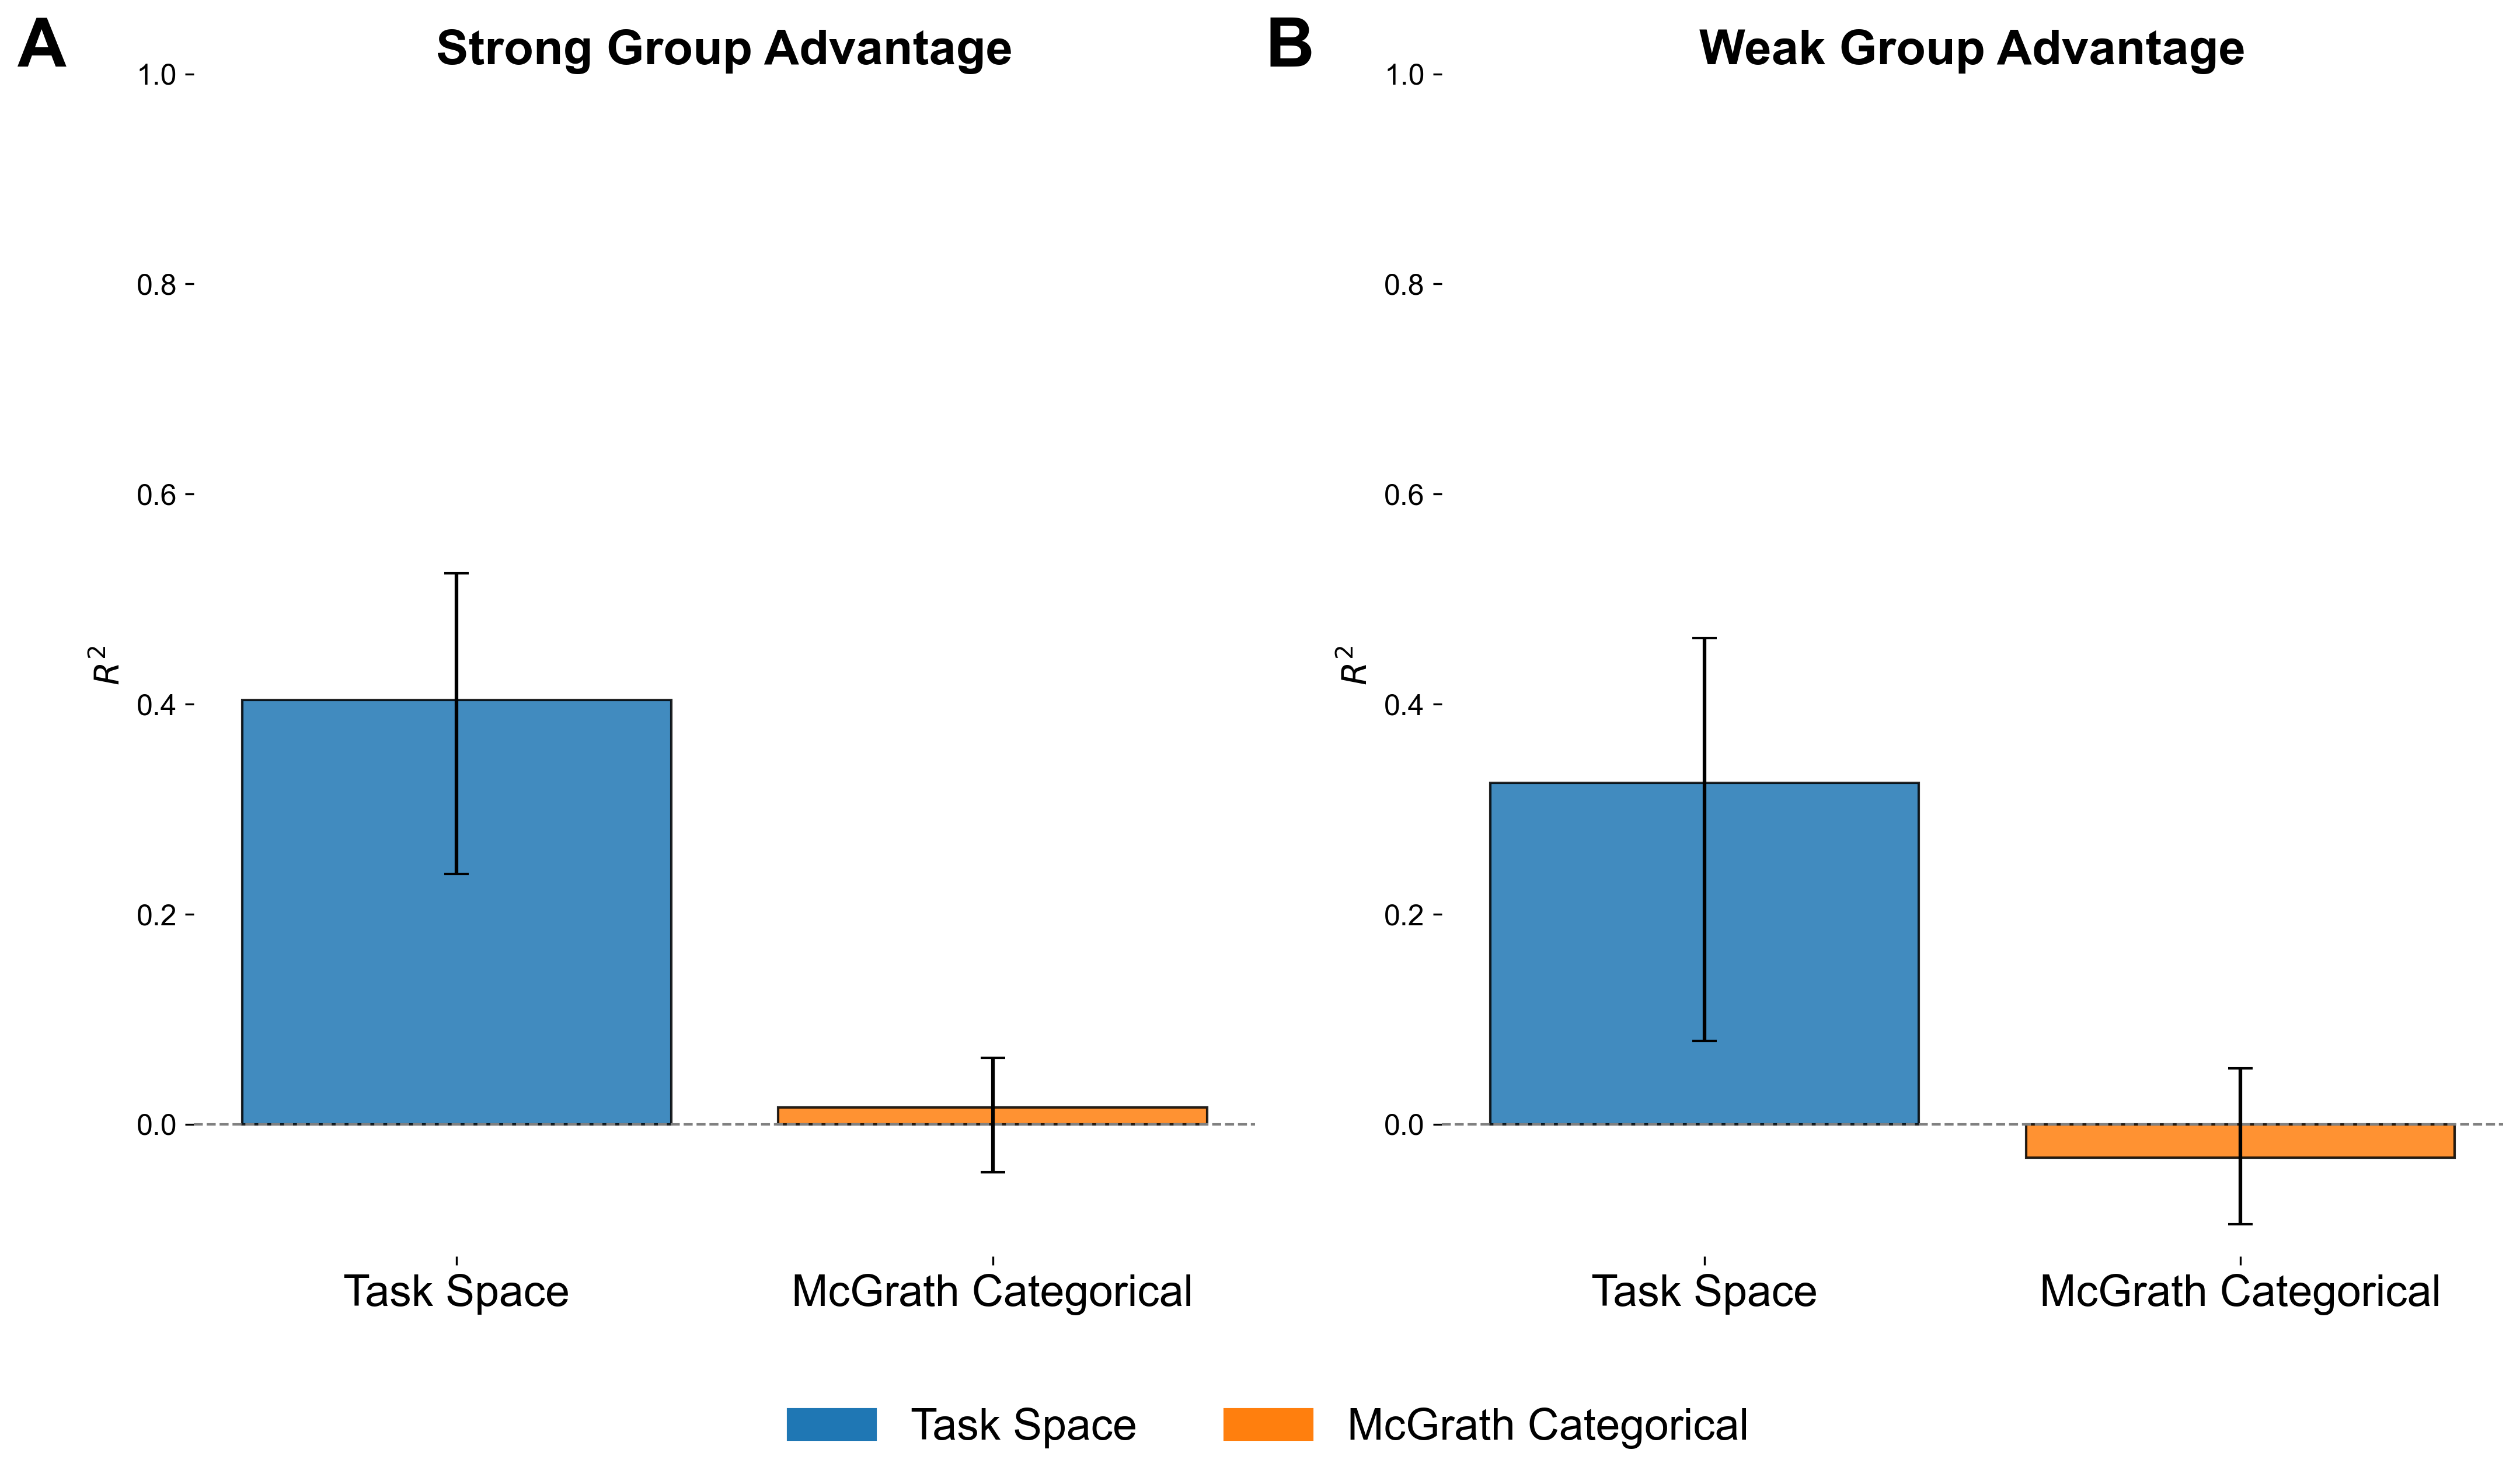 A
Strong Group Advantage
1.0
0.8
0.6
0.4
0.2
0.0
R²
Task Space
McGrath Categorical
B
Weak Group Advantage
1.0
0.8
0.6
0.4
0.2
0.0
R²
Task Space
McGrath Categorical
Task Space
McGrath Categorical